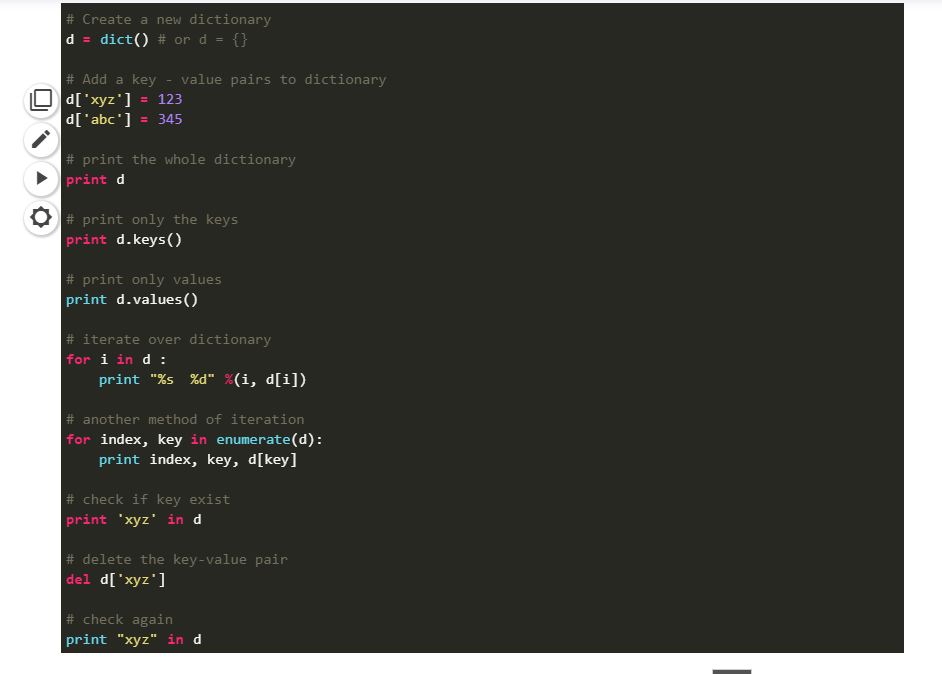 # Create a new dictionary
d = dict() # or d = {}
# Add a key - value pairs to dictionary
d['xyz'] = 123
d['abc'] = 345
# print the whole dictionary
print d
# print only the keys
print d.keys()
# print only values
print d.values()
# iterate over dictionary
for i in d :
    print "%s  %d" %(i, d[i])
# another method of iteration
for index, key in enumerate(d):
    print index, key, d[key]
# check if key exist
print 'xyz' in d
# delete the key-value pair
del d['xyz']
# check again
print "xyz" in d